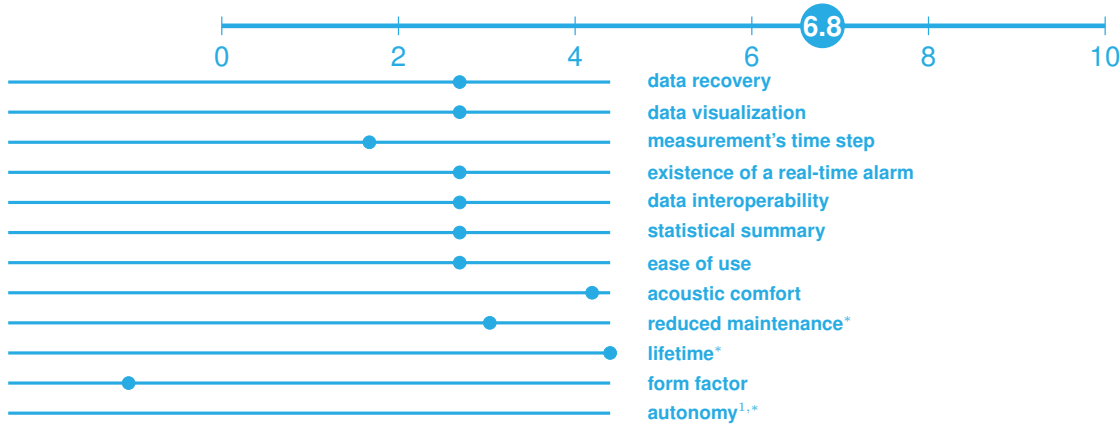 6.8
0 2 4 6 8 10
data recovery
data visualization
measurement's time step
existence of a real-time alarm
data interoperability
statistical summary
ease of use
acoustic comfort
reduced maintenance*
lifetime*
form factor
autonomy1,*